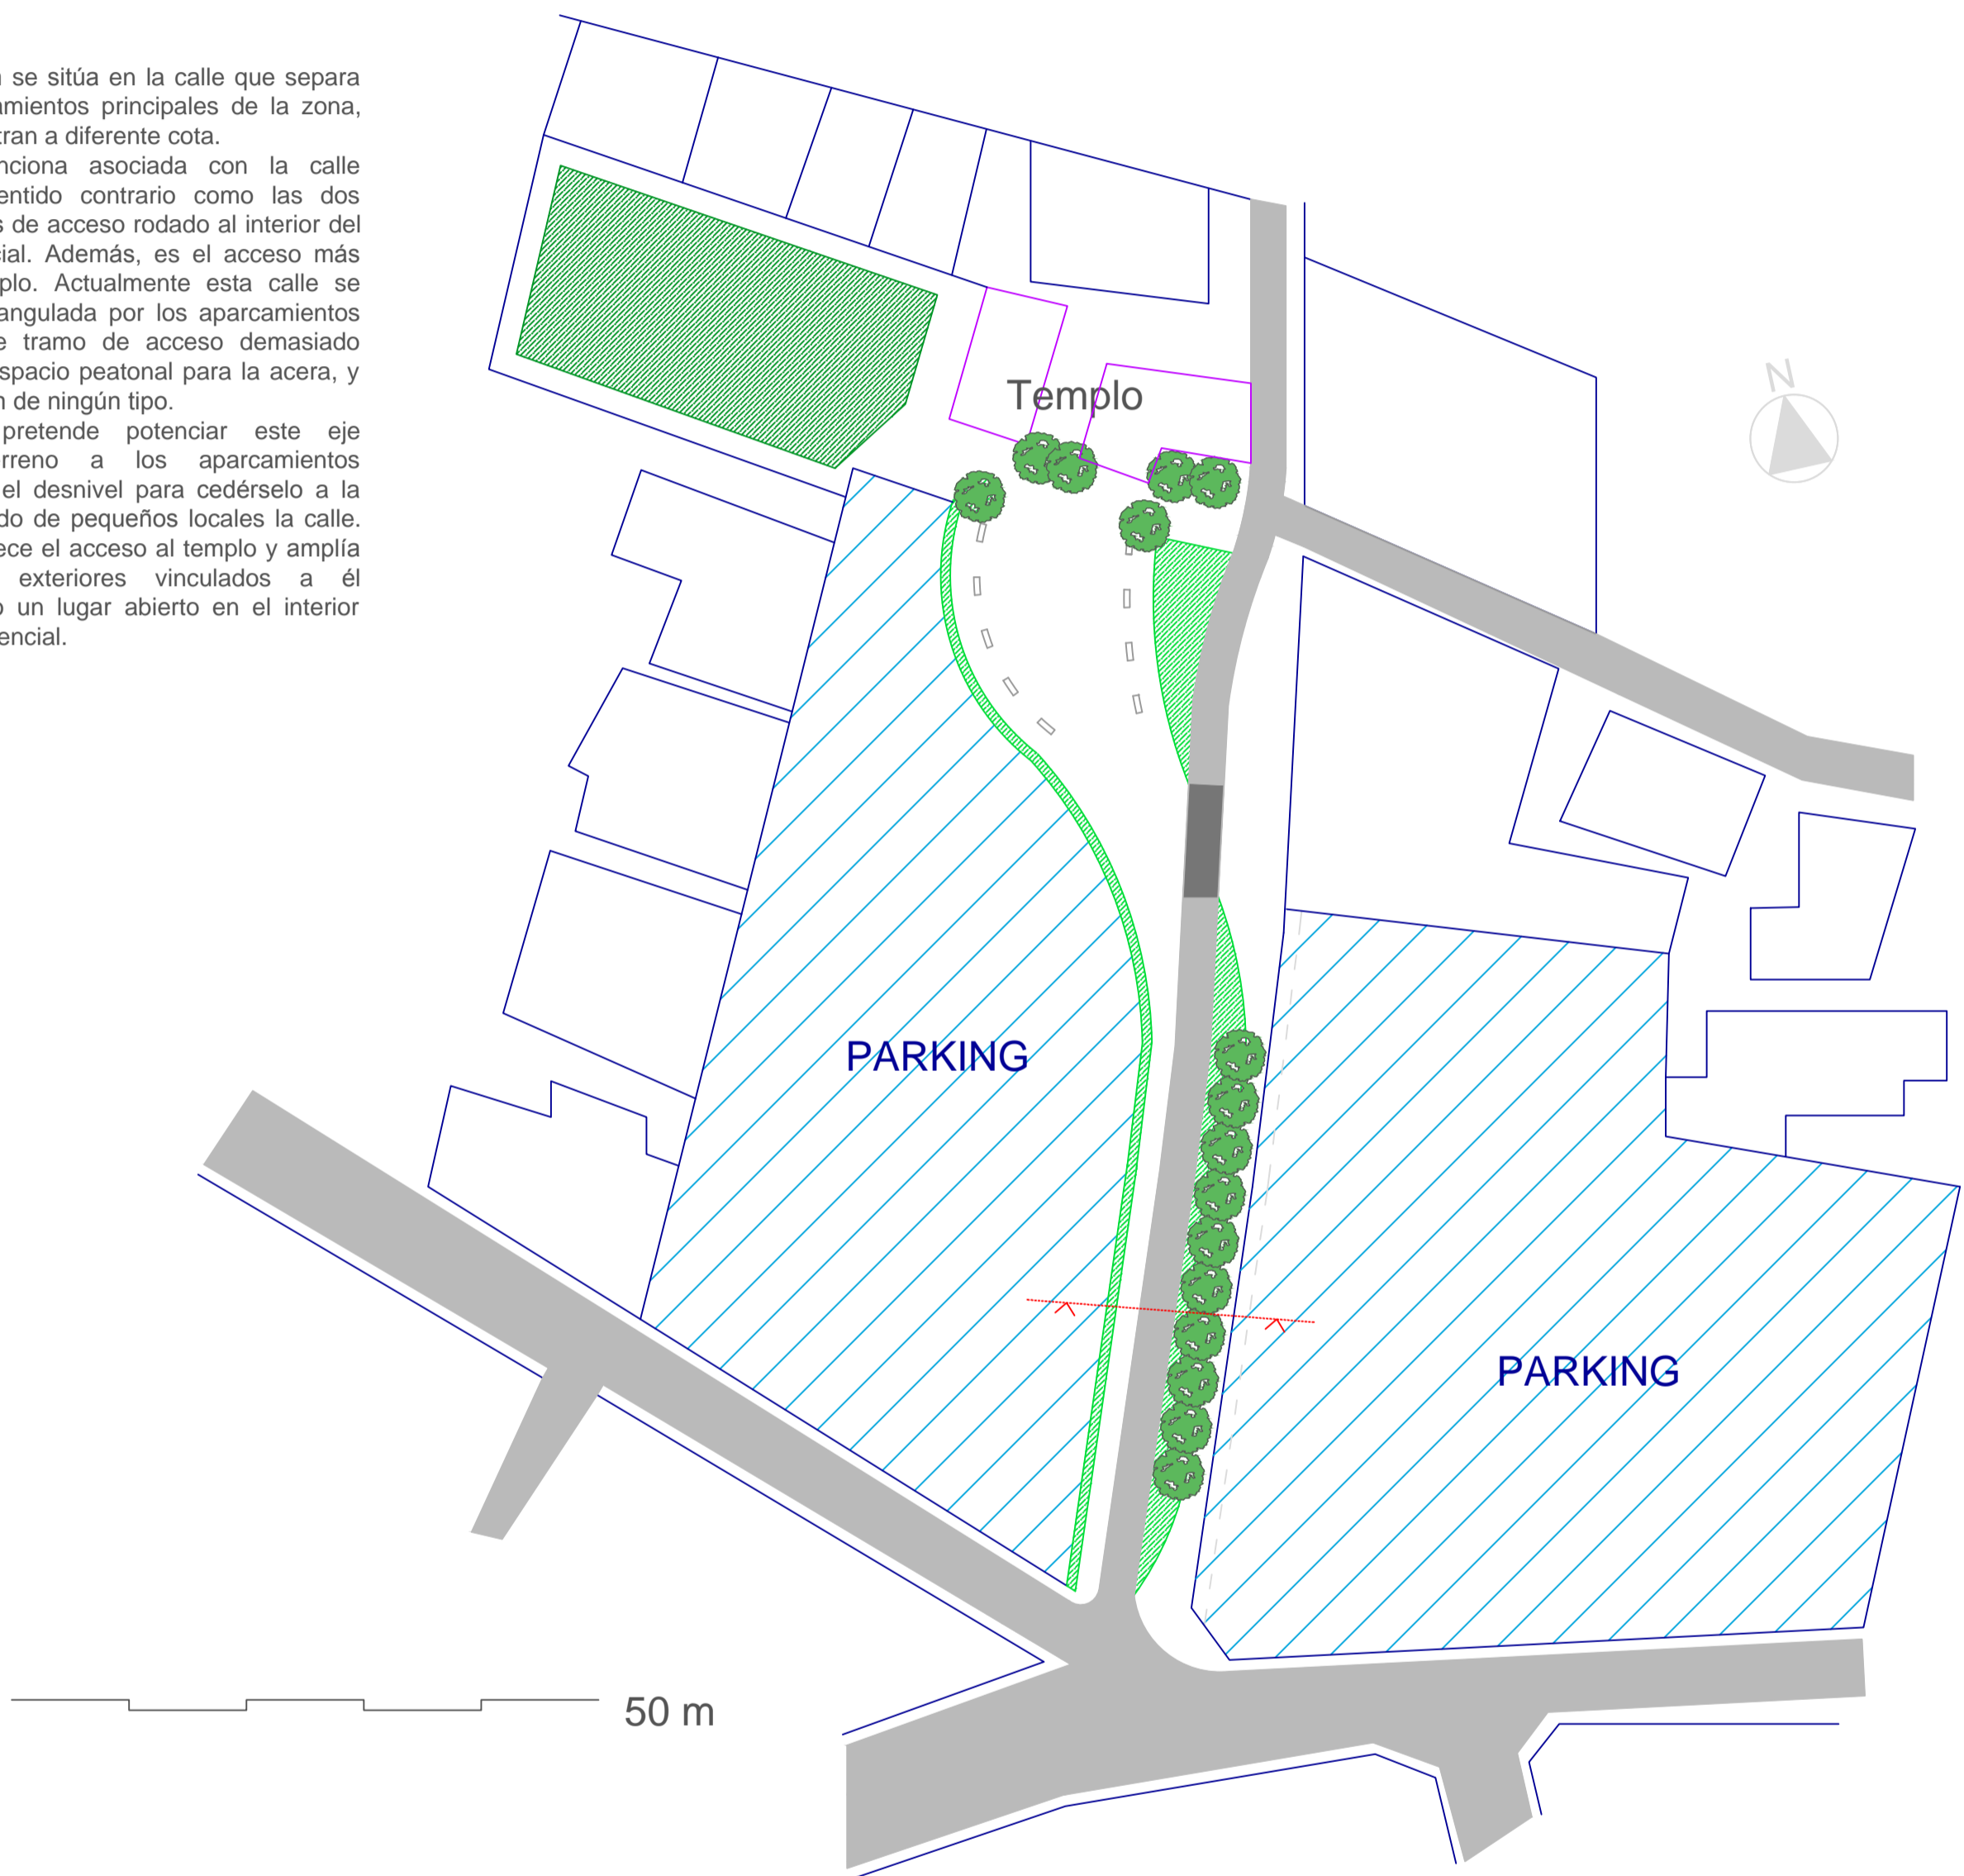 se sitúa en la calle que separa
amientos principales de la zona,
tran a diferente cota.
nciona asociada con la calle
entido contrario como las dos
s de acceso rodado al interior del
cial. Además, es el acceso más
plo. Actualmente esta calle se
angulada por los aparcamientos
e tramo de acceso demasiado
spacio peatonal para la acera, y
n de ningún tipo.
pretende potenciar este eje
rreno a los aparcamientos
el desnivel para cedérselo a la
do de pequeños locales la calle.
ece el acceso al templo y amplía
exteriores vinculados a él
o un lugar abierto en el interior
encial.
Templo
N
PARKING
PARKING
50 m